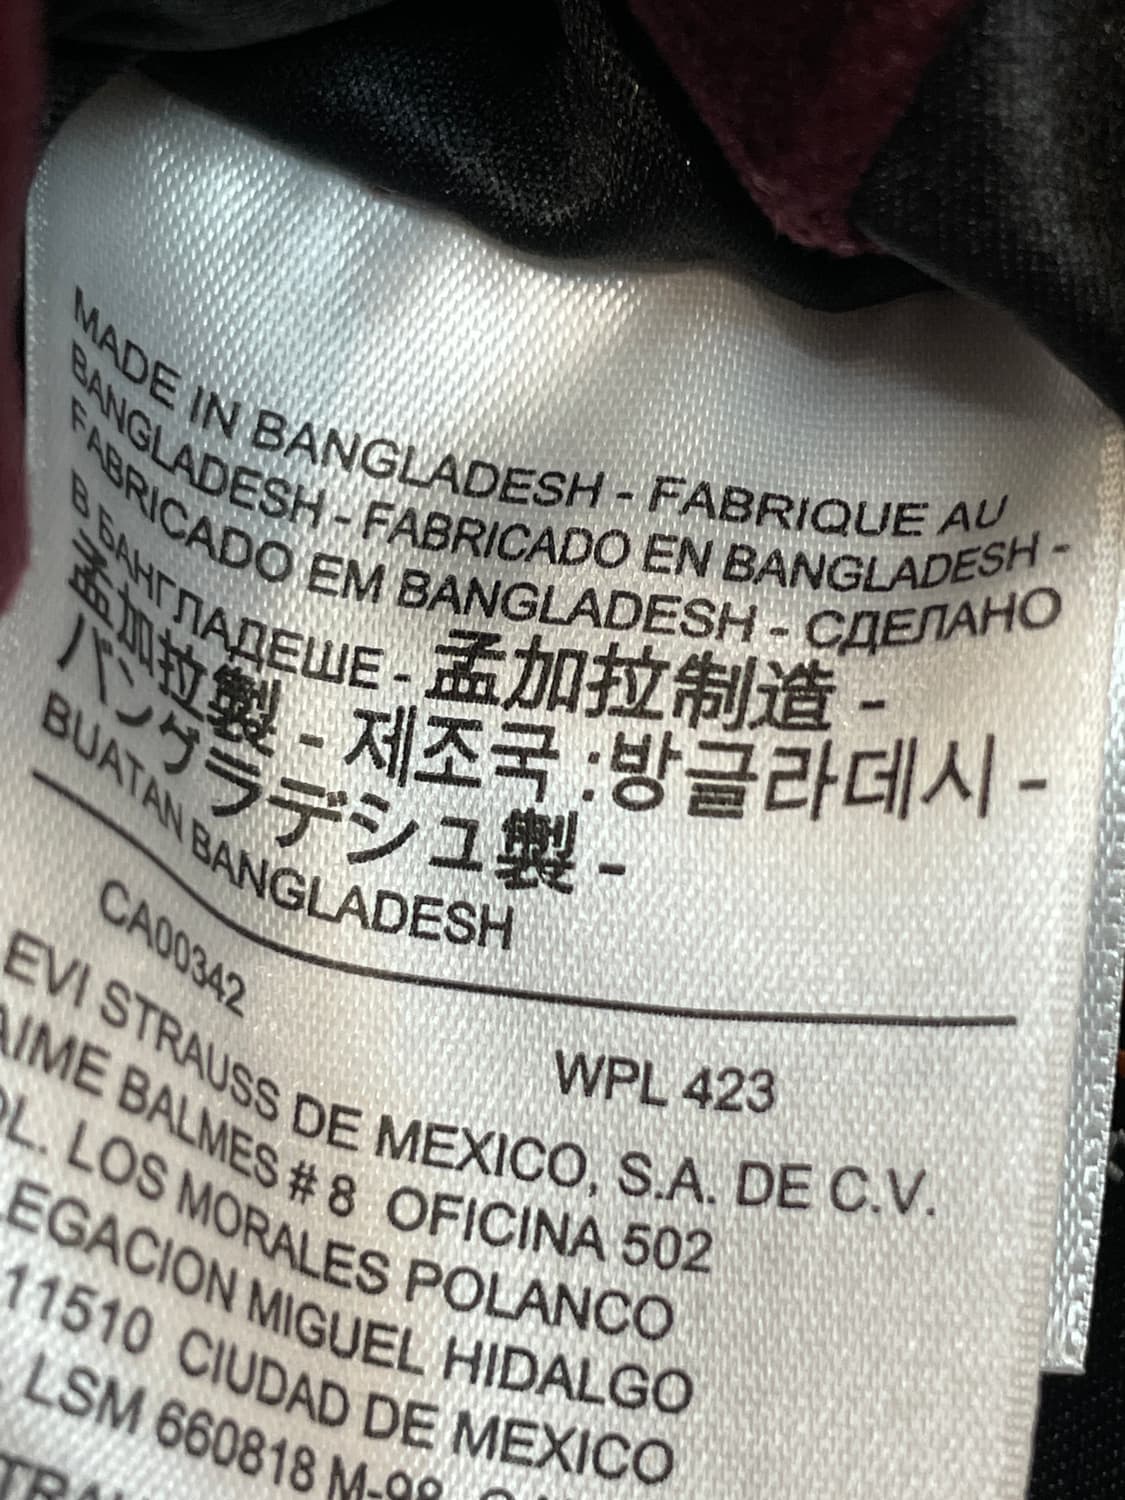 MADE IN BANGLADESH - FABRIQUE AU
BANGLADESH - FABRICADO EN BANGLADESH -
FABRICADO EM BANGLADESH - СДЕЛАНО
В БАНГЛАДЕШЕ - 孟加拉制造 -
孟加拉製 - 제조국 :방글라데시 -
バングラデシュ製 -
BUATAN BANGLADESH
CA00342
WPL 423
EVI STRAUSS DE MEXICO, S.A. DE C.V.
AIME BALMES # 8 OFICINA 502
OL. LOS MORALES POLANCO
EGACION MIGUEL HIDALGO
11510 CIUDAD DE MEXICO
LSM 660818 M-98